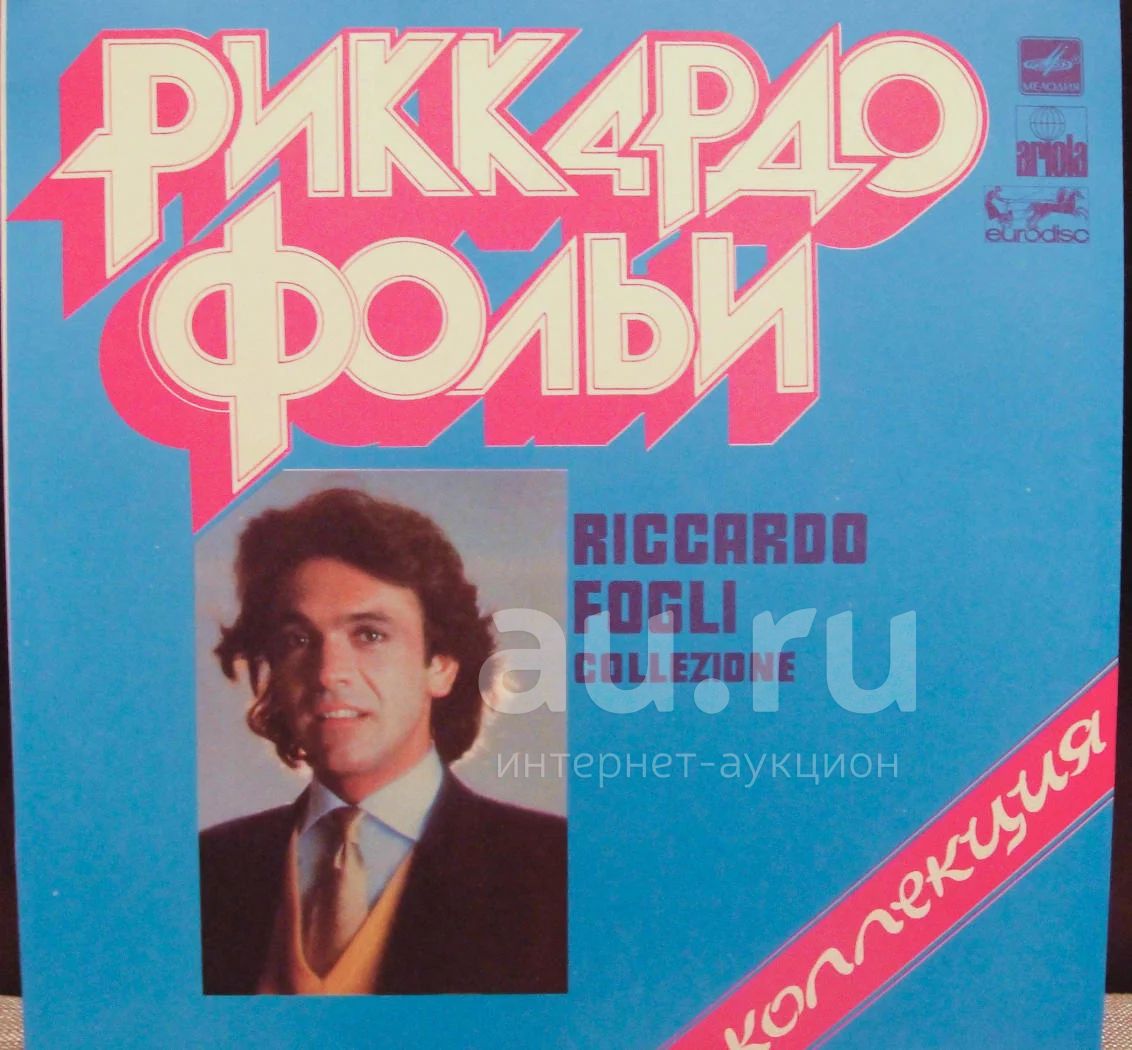 РИККАРДО
ФОЛЬИ
МЕЛОДИЯ
ariola
eurodisc
RICCARDO
FOGLI
COLLEZIONE
au.ru
интернет-аукцион
коллекция